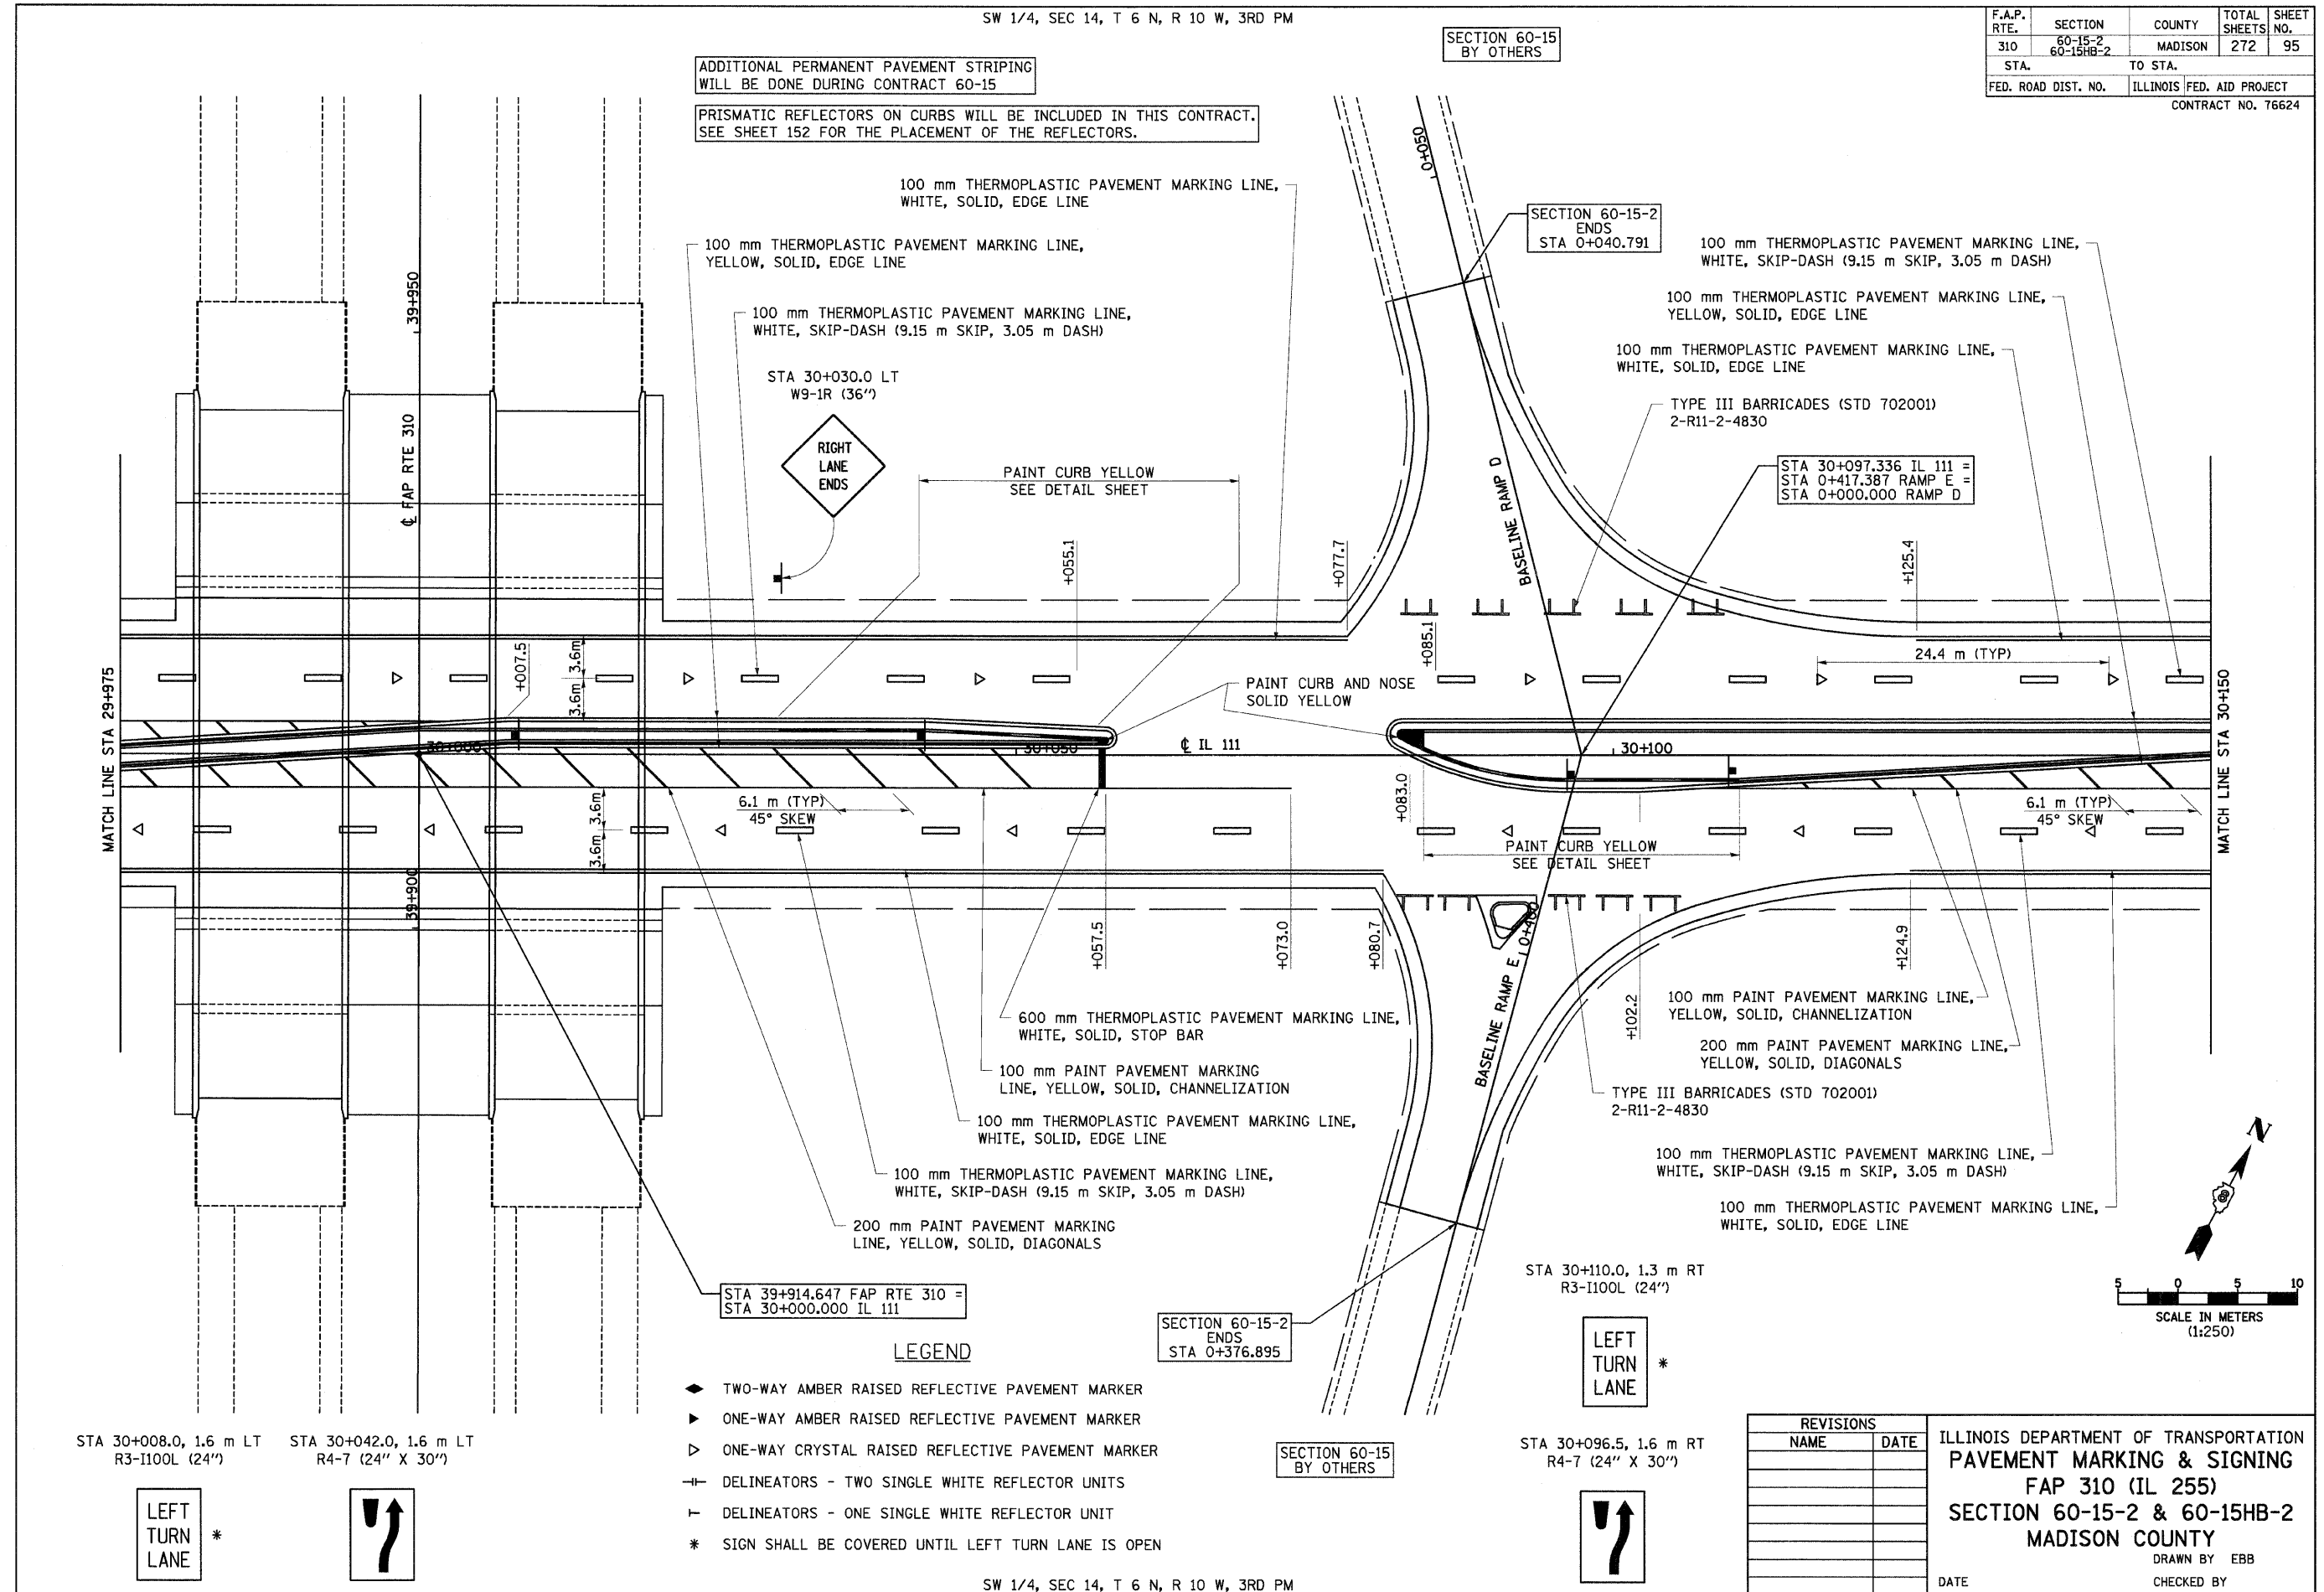 SW 1/4, SEC 14, T 6 N, R 10 W, 3RD PM
F.A.P. RTE.
SECTION
COUNTY
TOTAL SHEETS
SHEET NO.
310
60-15-2
60-15HB-2
MADISON
272
95
STA.
TO STA.
FED. ROAD DIST. NO.
ILLINOIS
FED. AID PROJECT
CONTRACT NO. 76624
SECTION 60-15
BY OTHERS
ADDITIONAL PERMANENT PAVEMENT STRIPING
WILL BE DONE DURING CONTRACT 60-15
PRISMATIC REFLECTORS ON CURBS WILL BE INCLUDED IN THIS CONTRACT.
SEE SHEET 152 FOR THE PLACEMENT OF THE REFLECTORS.
0+050
100 mm THERMOPLASTIC PAVEMENT MARKING LINE,
WHITE, SOLID, EDGE LINE
SECTION 60-15-2
ENDS
STA 0+040.791
100 mm THERMOPLASTIC PAVEMENT MARKING LINE,
YELLOW, SOLID, EDGE LINE
100 mm THERMOPLASTIC PAVEMENT MARKING LINE,
WHITE, SKIP-DASH (9.15 m SKIP, 3.05 m DASH)
39+950
100 mm THERMOPLASTIC PAVEMENT MARKING LINE,
WHITE, SKIP-DASH (9.15 m SKIP, 3.05 m DASH)
100 mm THERMOPLASTIC PAVEMENT MARKING LINE,
YELLOW, SOLID, EDGE LINE
100 mm THERMOPLASTIC PAVEMENT MARKING LINE,
WHITE, SOLID, EDGE LINE
STA 30+030.0 LT
W9-1R (36")
RIGHT
LANE
ENDS
TYPE III BARRICADES (STD 702001)
2-R11-2-4830
℄ FAP RTE 310
PAINT CURB YELLOW
SEE DETAIL SHEET
BASELINE RAMP D
STA 30+097.336 IL 111 =
STA 0+417.387 RAMP E =
STA 0+000.000 RAMP D
+055.1
+077.7
+125.4
+007.5
3.6m
3.6m
+085.1
24.4 m (TYP)
MATCH LINE STA 29+975
PAINT CURB AND NOSE
SOLID YELLOW
MATCH LINE STA 30+150
30+000
30+050
℄ IL 111
30+100
6.1 m (TYP)
45° SKEW
3.6m
3.6m
+083.0
6.1 m (TYP)
45° SKEW
PAINT CURB YELLOW
SEE DETAIL SHEET
39+900
+057.5
+073.0
+080.7
0+400
BASELINE RAMP E
+102.2
+124.9
600 mm THERMOPLASTIC PAVEMENT MARKING LINE,
WHITE, SOLID, STOP BAR
100 mm PAINT PAVEMENT MARKING LINE,
YELLOW, SOLID, CHANNELIZATION
200 mm PAINT PAVEMENT MARKING LINE,
YELLOW, SOLID, DIAGONALS
100 mm PAINT PAVEMENT MARKING
LINE, YELLOW, SOLID, CHANNELIZATION
TYPE III BARRICADES (STD 702001)
2-R11-2-4830
100 mm THERMOPLASTIC PAVEMENT MARKING LINE,
WHITE, SOLID, EDGE LINE
100 mm THERMOPLASTIC PAVEMENT MARKING LINE,
WHITE, SKIP-DASH (9.15 m SKIP, 3.05 m DASH)
N
100 mm THERMOPLASTIC PAVEMENT MARKING LINE,
WHITE, SKIP-DASH (9.15 m SKIP, 3.05 m DASH)
100 mm THERMOPLASTIC PAVEMENT MARKING LINE,
WHITE, SOLID, EDGE LINE
200 mm PAINT PAVEMENT MARKING
LINE, YELLOW, SOLID, DIAGONALS
STA 39+914.647 FAP RTE 310 =
STA 30+000.000 IL 111
SECTION 60-15-2
ENDS
STA 0+376.895
STA 30+110.0, 1.3 m RT
R3-I100L (24")
LEFT
TURN
LANE
*
5 0 5 10
SCALE IN METERS
(1:250)
LEGEND
TWO-WAY AMBER RAISED REFLECTIVE PAVEMENT MARKER
ONE-WAY AMBER RAISED REFLECTIVE PAVEMENT MARKER
ONE-WAY CRYSTAL RAISED REFLECTIVE PAVEMENT MARKER
DELINEATORS - TWO SINGLE WHITE REFLECTOR UNITS
DELINEATORS - ONE SINGLE WHITE REFLECTOR UNIT
* SIGN SHALL BE COVERED UNTIL LEFT TURN LANE IS OPEN
STA 30+008.0, 1.6 m LT
R3-I100L (24")
LEFT
TURN
LANE
*
STA 30+042.0, 1.6 m LT
R4-7 (24" X 30")
SECTION 60-15
BY OTHERS
STA 30+096.5, 1.6 m RT
R4-7 (24" X 30")
REVISIONS
NAME
DATE
ILLINOIS DEPARTMENT OF TRANSPORTATION
PAVEMENT MARKING & SIGNING
FAP 310 (IL 255)
SECTION 60-15-2 & 60-15HB-2
MADISON COUNTY
DRAWN BY EBB
DATE
CHECKED BY
SW 1/4, SEC 14, T 6 N, R 10 W, 3RD PM